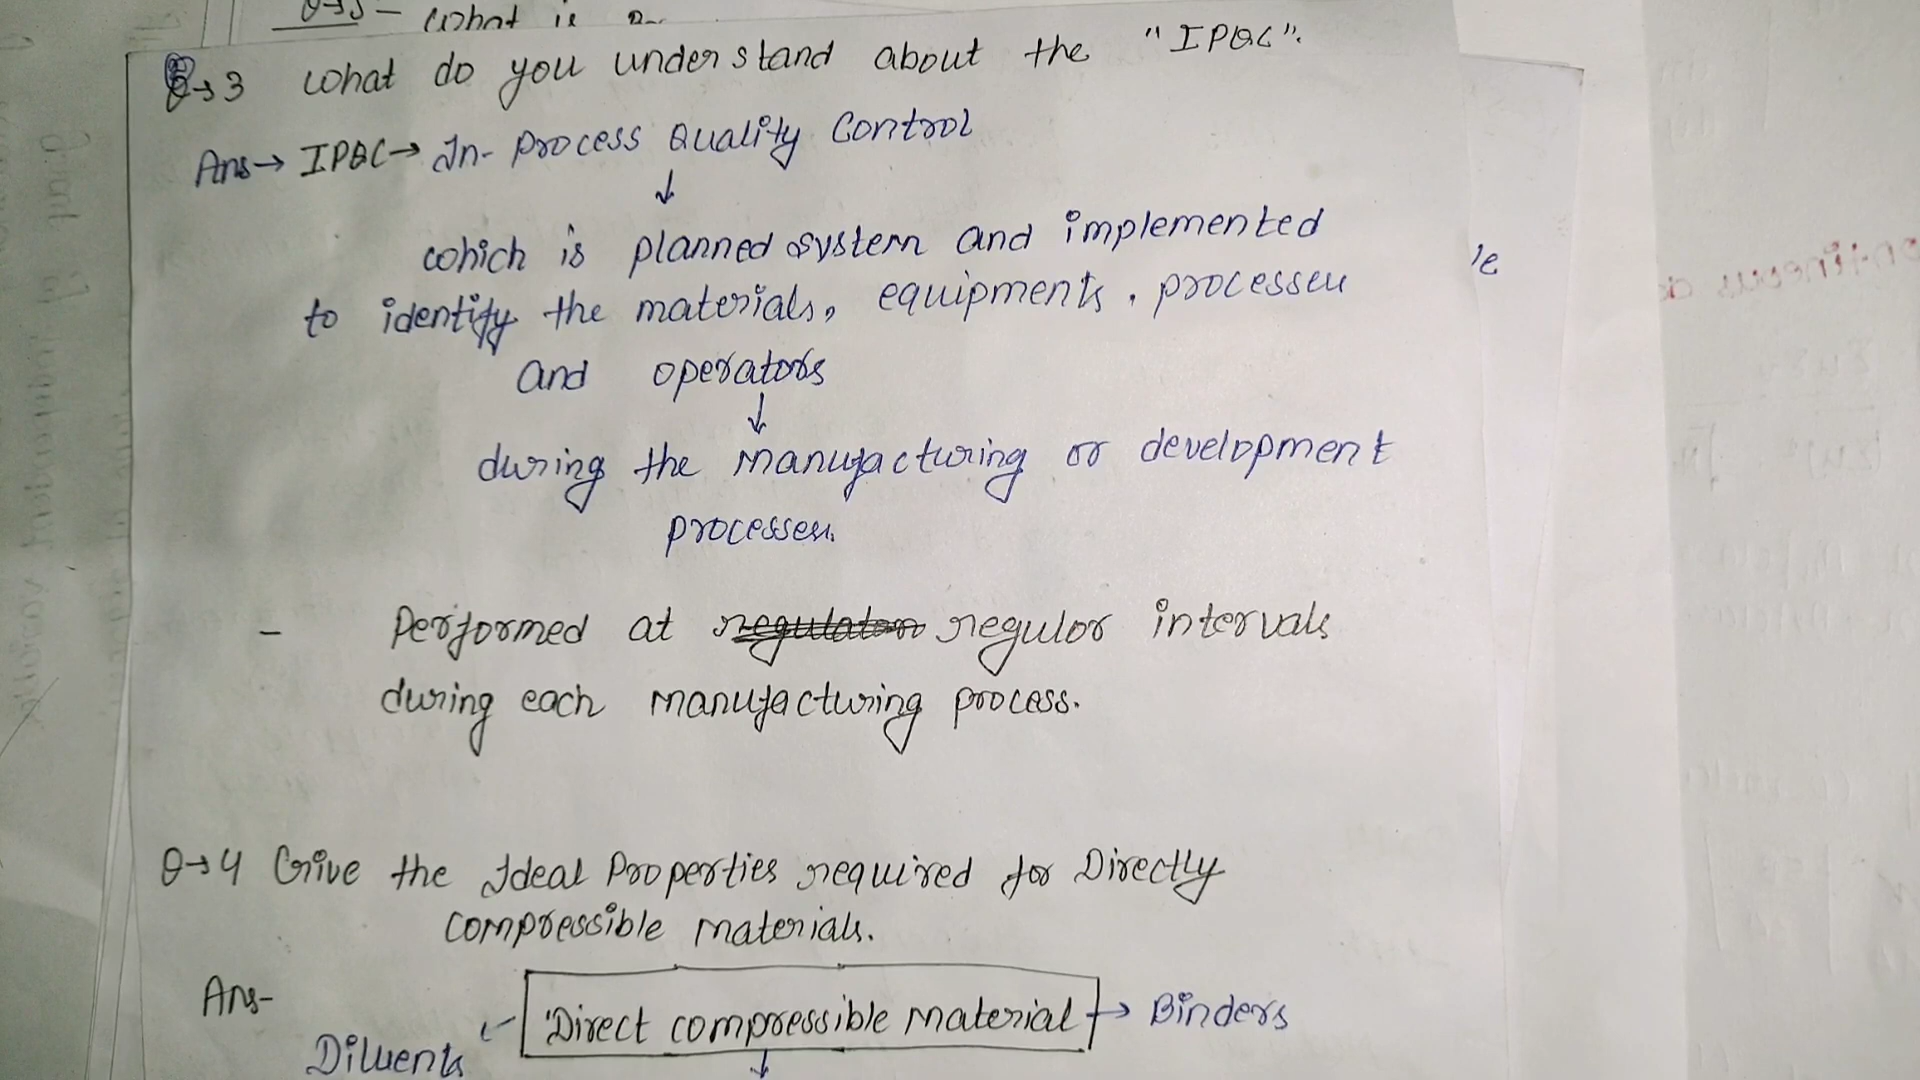 What is
Q→3 What do you understand about the "IPQC".
Ans→ IPQC→ In-Process Quality Control
↓
which is planned system and implemented
to identify the materials, equipments, processes
and operators
↓
during the manufacturing or development
processes.
- Performed at regular intervals
during each manufacturing process.
Q→4 Give the Ideal Properties required for Directly
compressible materials.
Ans-
Direct compressible material → Binders
Diluents
↓